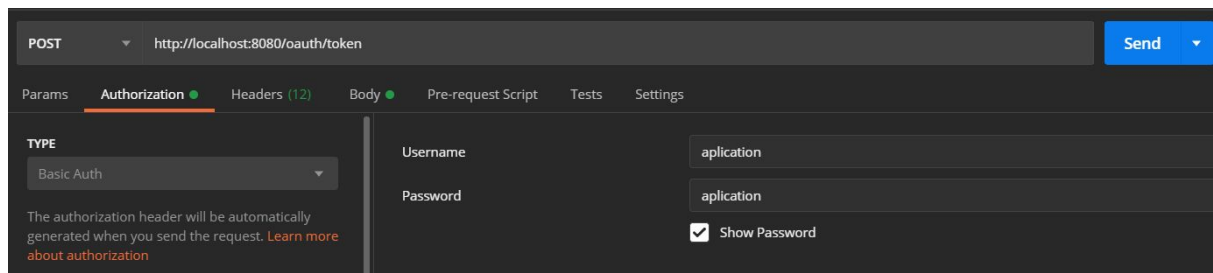 POST http://localhost:8080/oauth/token Send
Params Authorization Headers (12) Body Pre-request Script Tests Settings
TYPE
Basic Auth
The authorization header will be automatically
generated when you send the request. Learn more
about authorization
Username aplication
Password aplication
Show Password